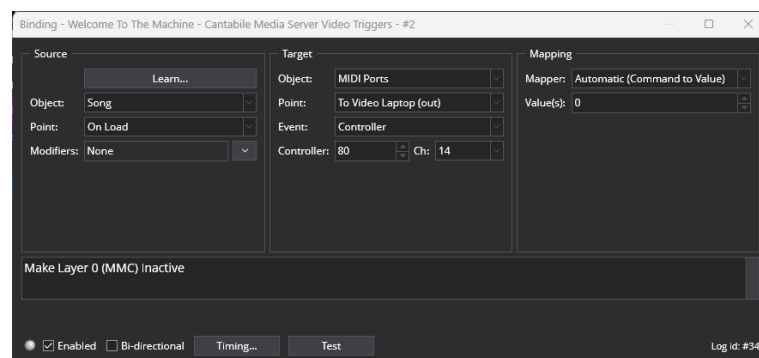 Binding - Welcome To The Machine - Cantabile Media Server Video Triggers - #2
Source
Learn...
Object: Song
Point: On Load
Modifiers: None
Target
Object: MIDI Ports
Point: To Video Laptop (out)
Event: Controller
Controller: 80 Ch: 14
Mapping
Mapper: Automatic (Command to Value)
Value(s): 0
Make Layer 0 (MMC) Inactive
Enabled Bi-directional Timing... Test Log id: #34